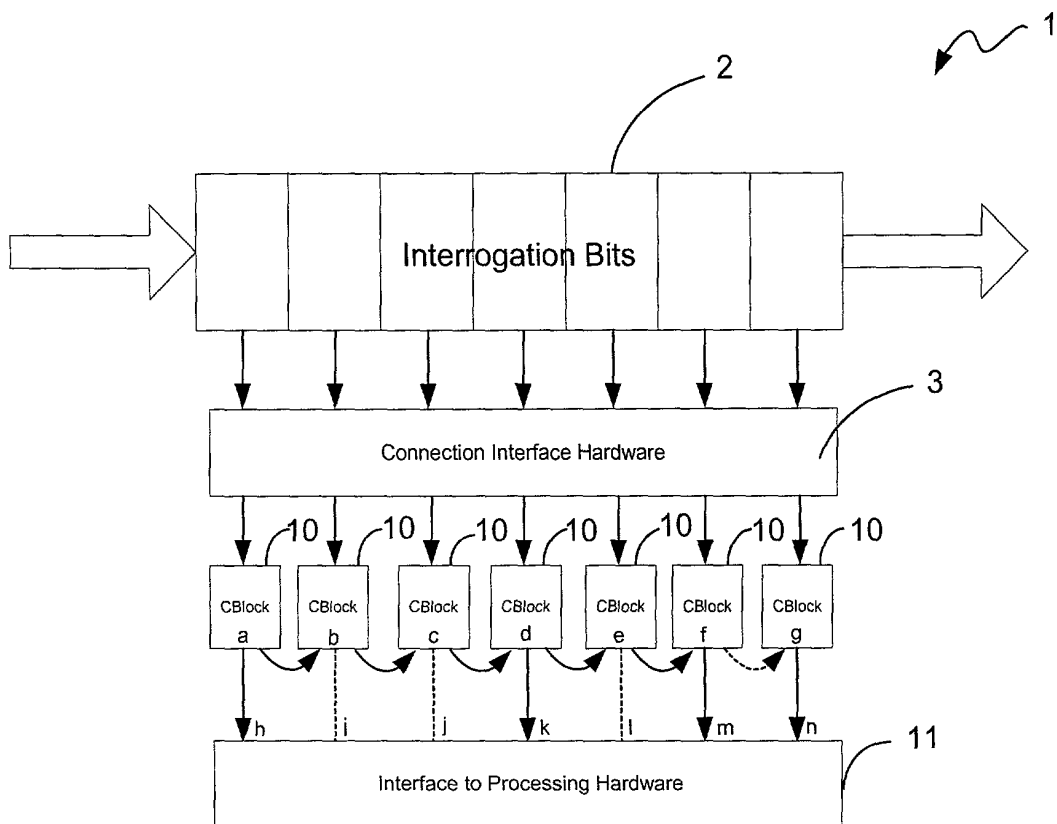 1
2
Interrogation Bits
3
Connection Interface Hardware
10 10 10 10 10 10 10
CBlock CBlock CBlock CBlock CBlock CBlock CBlock
a b c d e f g
h i j k l m n
11
Interface to Processing Hardware